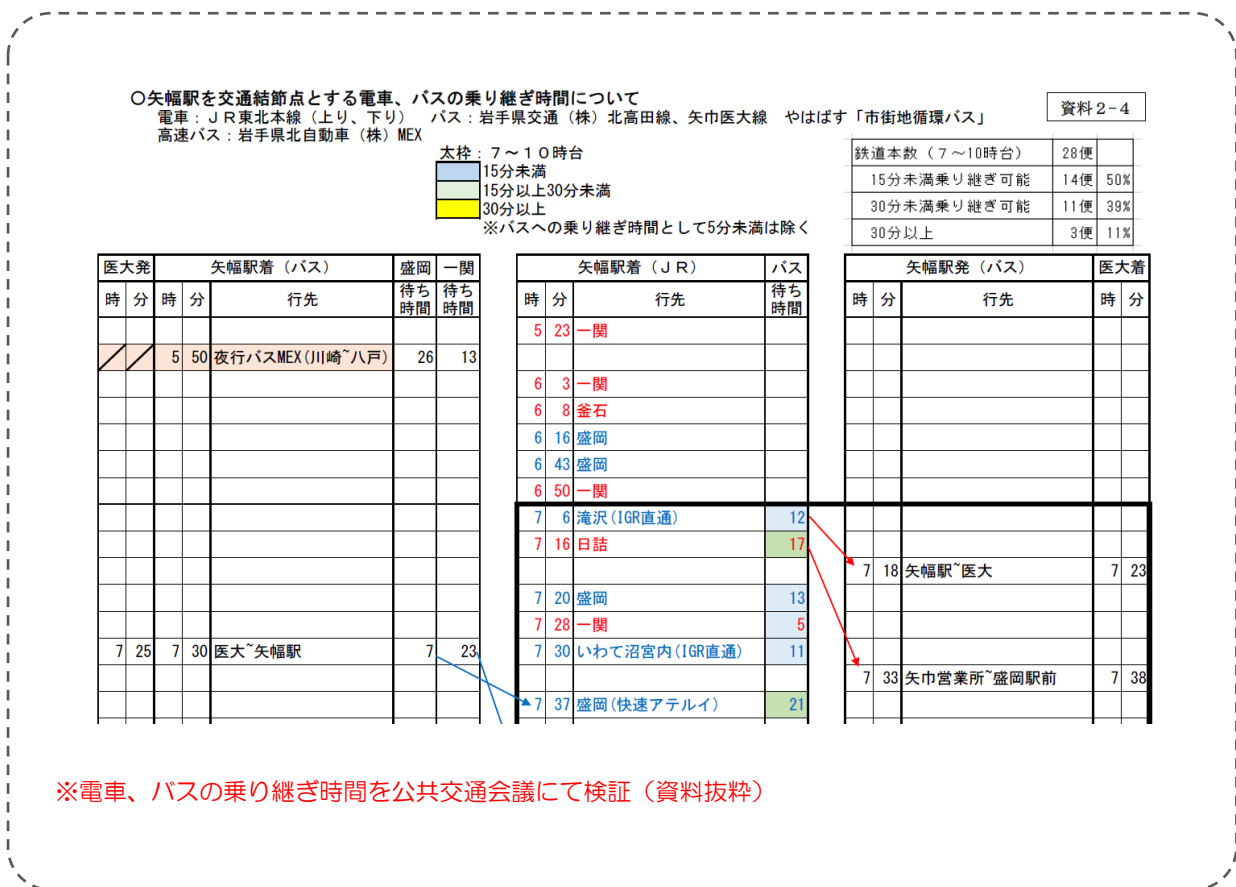 〇矢幅駅を交通結節点とする電車、バスの乗り継ぎ時間について
電車：ＪＲ東北本線（上り、下り） バス：岩手県交通（株）北高田線、矢巾医大線 やはばす「市街地循環バス」
高速バス：岩手県北自動車（株）MEX
資料２−４
太枠：７～１０時台
15分未満
15分以上30分未満
30分以上
※バスへの乗り継ぎ時間として5分未満は除く
鉄道本数（７～10時台） 28便
15分未満乗り継ぎ可能 14便 50%
30分未満乗り継ぎ可能 11便 39%
30分以上 3便 11%
医大発 矢幅駅着（バス） 盛岡 一関
時 分 時 分 行先 待ち時間 待ち時間
5 50 夜行バスMEX(川崎~八戸) 26 13
7 25 7 30 医大~矢幅駅 7 23
矢幅駅着（ＪＲ） バス
時 分 行先 待ち時間
5 23 一関
6 3 一関
6 8 釜石
6 16 盛岡
6 43 盛岡
6 50 一関
7 6 滝沢(IGR直通) 12
7 16 日詰 17
7 20 盛岡 13
7 28 一関 5
7 30 いわて沼宮内(IGR直通) 11
7 37 盛岡(快速アテルイ) 21
矢幅駅発（バス） 医大着
時 分 行先 時 分
7 18 矢幅駅~医大 7 23
7 33 矢巾営業所~盛岡駅前 7 38
※電車、バスの乗り継ぎ時間を公共交通会議にて検証（資料抜粋）